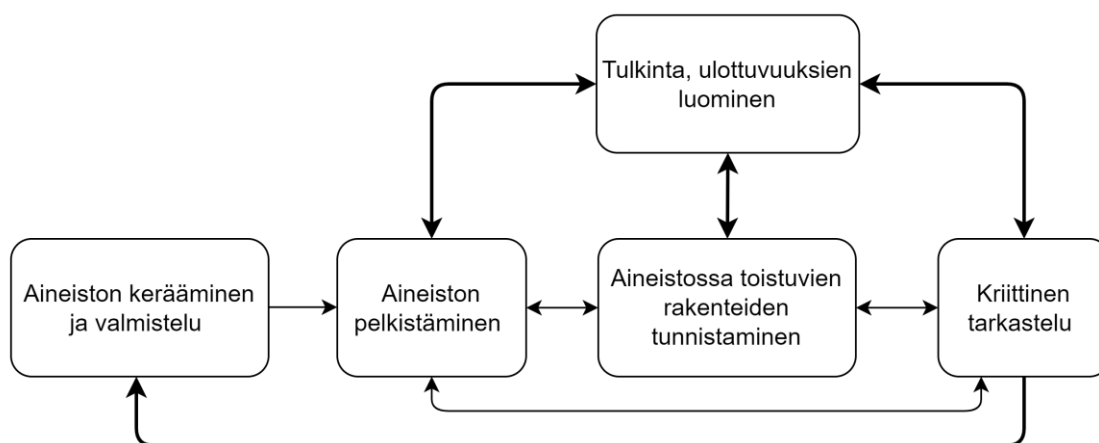 Tulkinta, ulottuvuuksien
luominen
Aineiston kerääminen
ja valmistelu
Aineiston
pelkistäminen
Aineistossa toistuvien
rakenteiden
tunnistaminen
Kriittinen
tarkastelu